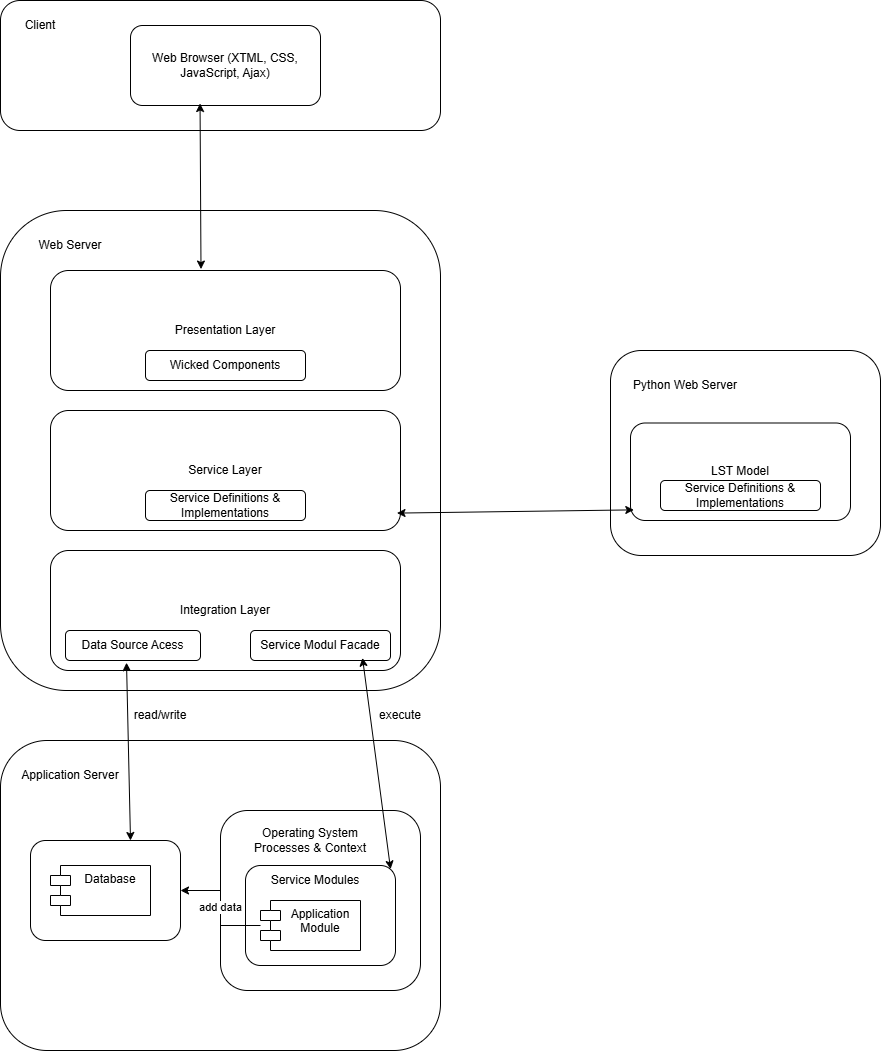 Client
Web Browser (XTML, CSS,
JavaScript, Ajax)
Web Server
Presentation Layer
Wicked Components
Service Layer
Service Definitions &
Implementations
Python Web Server
LST Model
Service Definitions &
Implementations
Integration Layer
Data Source Acess
Service Modul Facade
read/write
execute
Application Server
Operating System
Processes & Context
Database
Service Modules
add data
Application
Module